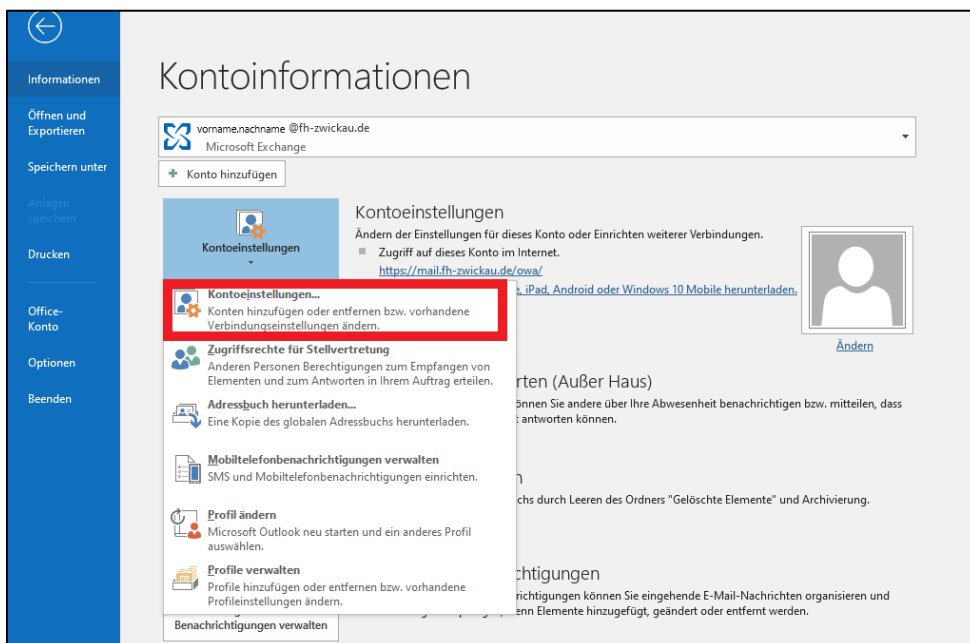 Informationen
Öffnen und
Exportieren
Speichern unter
Anlagen
speichern
Drucken
Office-
Konto
Optionen
Beenden
Kontoinformationen
vorname.nachname @fh-zwickau.de
Microsoft Exchange
Konto hinzufügen
Kontoeinstellungen
Kontoeinstellungen
Ändern der Einstellungen für dieses Konto oder Einrichten weiterer Verbindungen.
Zugriff auf dieses Konto im Internet.
https://mail.fh-zwickau.de/owa/
, iPad, Android oder Windows 10 Mobile herunterladen.
Ändern
Kontoeinstellungen...
Konten hinzufügen oder entfernen bzw. vorhandene
Verbindungseinstellungen ändern.
Zugriffsrechte für Stellvertretung
Anderen Personen Berechtigungen zum Empfangen von
Elementen und zum Antworten in Ihrem Auftrag erteilen.
Adressbuch herunterladen...
Eine Kopie des globalen Adressbuchs herunterladen.
Mobiltelefonbenachrichtigungen verwalten
SMS und Mobiltelefonbenachrichtigungen einrichten.
Profil ändern
Microsoft Outlook neu starten und ein anderes Profil
auswählen.
Profile verwalten
Profile hinzufügen oder entfernen bzw. vorhandene
Profileinstellungen ändern.
rten (Außer Haus)
önnen Sie andere über Ihre Abwesenheit benachrichtigen bzw. mitteilen, dass
antworten können.
chs durch Leeren des Ordners "Gelöschte Elemente" und Archivierung.
chtigungen
richtigungen können Sie eingehende E-Mail-Nachrichten organisieren und
enn Elemente hinzugefügt, geändert oder entfernt werden.
Benachrichtigungen verwalten